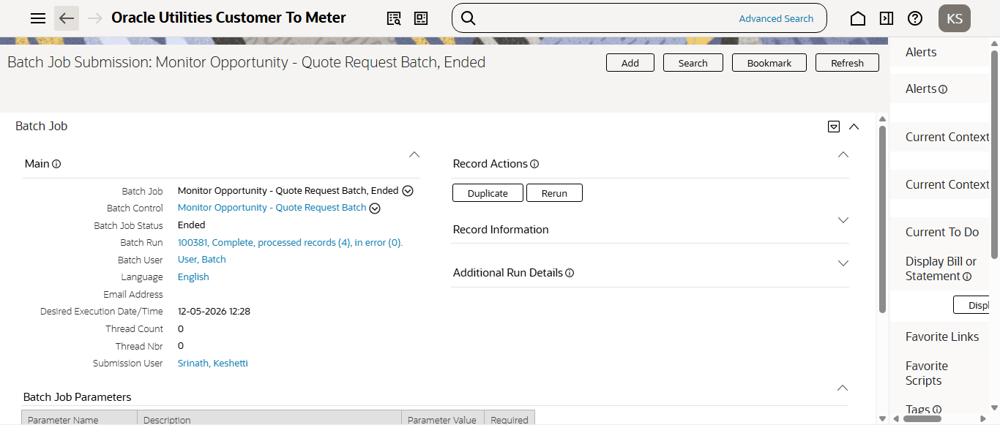 Oracle Utilities Customer To Meter
Advanced Search
KS
Batch Job Submission: Monitor Opportunity - Quote Request Batch, Ended
Add
Search
Bookmark
Refresh
Batch Job
Main
Batch Job Monitor Opportunity - Quote Request Batch, Ended
Batch Control Monitor Opportunity - Quote Request Batch
Batch Job Status Ended
Batch Run 100381, Complete, processed records (4), in error (0).
Batch User User, Batch
Language English
Email Address
Desired Execution Date/Time 12-05-2026 12:28
Thread Count 0
Thread Nbr 0
Submission User Srinath, Keshetti
Record Actions
Duplicate
Rerun
Record Information
Additional Run Details
Batch Job Parameters
Parameter Name Description Parameter Value Required
Alerts
Alerts
Current Context
Current Context
Current To Do
Display Bill or
Statement
Displ
Favorite Links
Favorite
Scripts
Tags